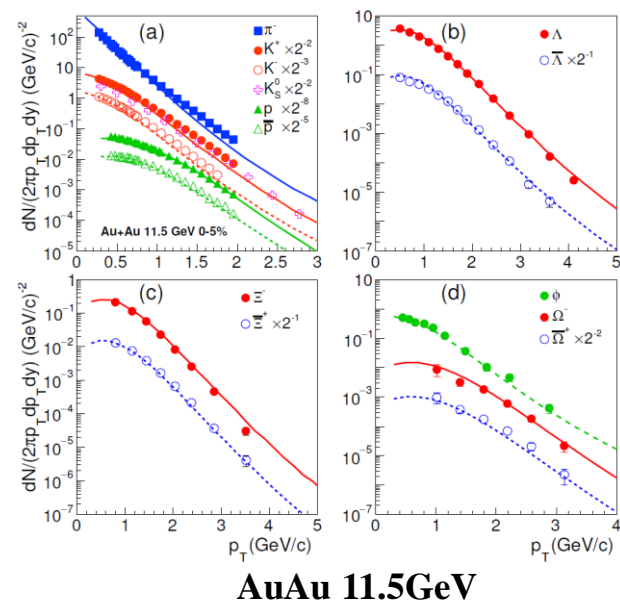 dN/(2πp_T dp_T dy) (GeV/c)^-2
10^2
10
1
10^-1
10^-2
10^-3
10^-4
10^-5
(a)
π^-
K^+ ×2^-2
K^- ×2^-3
K_S^0 ×2^-2
p ×2^-8
p̅ ×2^-5
Au+Au 11.5 GeV 0-5%
0.5 1 1.5 2 2.5 3
10
10^-1
10^-3
10^-5
10^-7
(b)
Λ
Λ̅ ×2^-1
0 1 2 3 4 5 6
dN/(2πp_T dp_T dy) (GeV/c)^-2
10
1
10^-1
10^-2
10^-3
10^-4
10^-5
10^-6
10^-7
(c)
Ξ^-
Ξ̅^+ ×2^-1
0 1 2 3 4 5
p_T (GeV/c)
10
10^-1
10^-3
10^-5
10^-7
(d)
ϕ
Ω^-
Ω̅^+ ×2^-2
0 1 2 3 4 5
p_T (GeV/c)
AuAu 11.5GeV